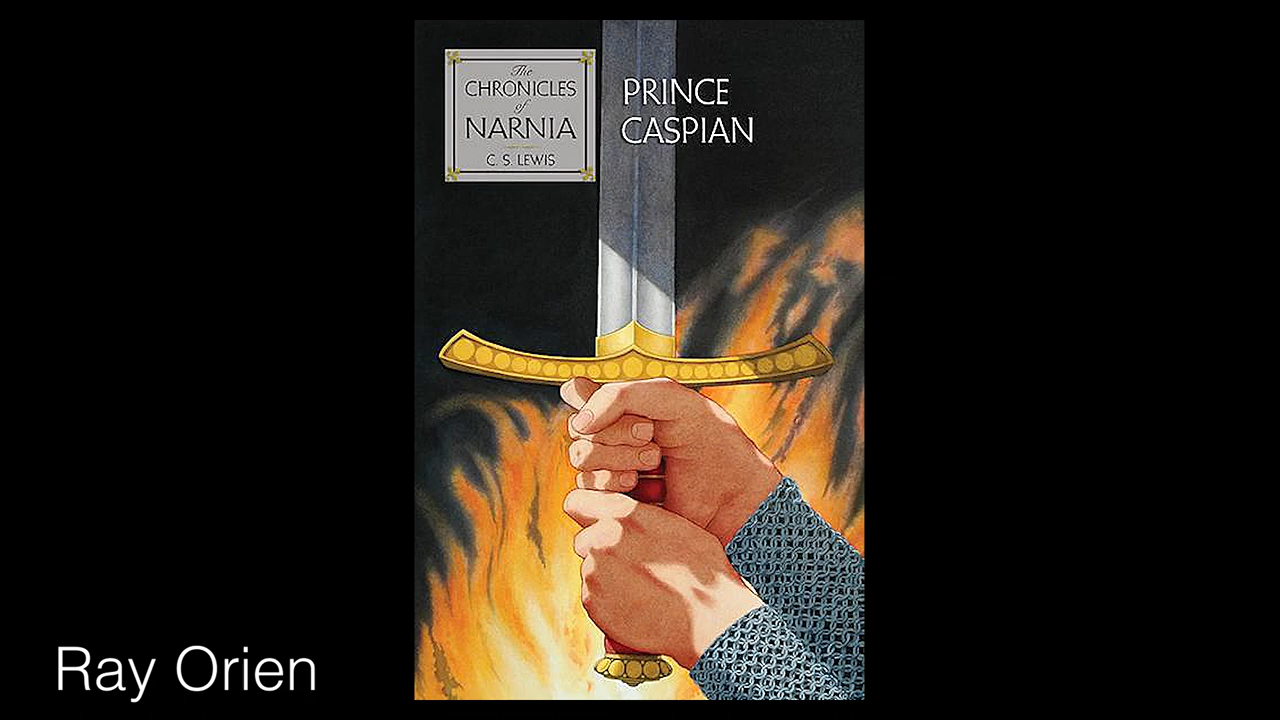 The
CHRONICLES
of
NARNIA
C. S. LEWIS
PRINCE
CASPIAN
Ray Orien